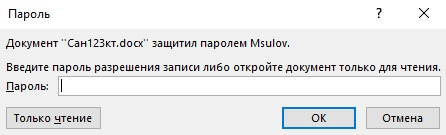 Пароль
Документ "Сан123кт.docx" защитил паролем Msulov.
Введите пароль разрешения записи либо откройте документ только для чтения.
Пароль:
Только чтение ОК Отмена